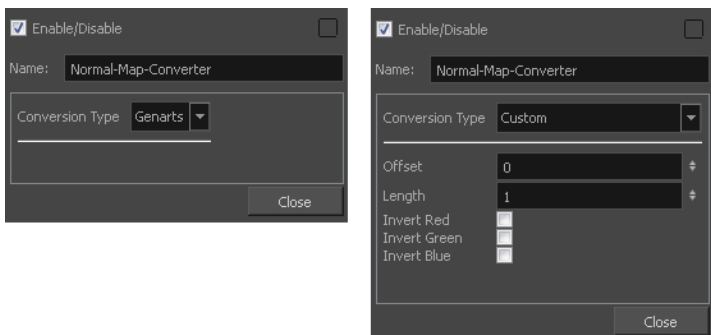 Enable/Disable
Name: Normal-Map-Converter
Conversion Type Genarts
Close
Enable/Disable
Name: Normal-Map-Converter
Conversion Type Custom
Offset 0
Length 1
Invert Red
Invert Green
Invert Blue
Close